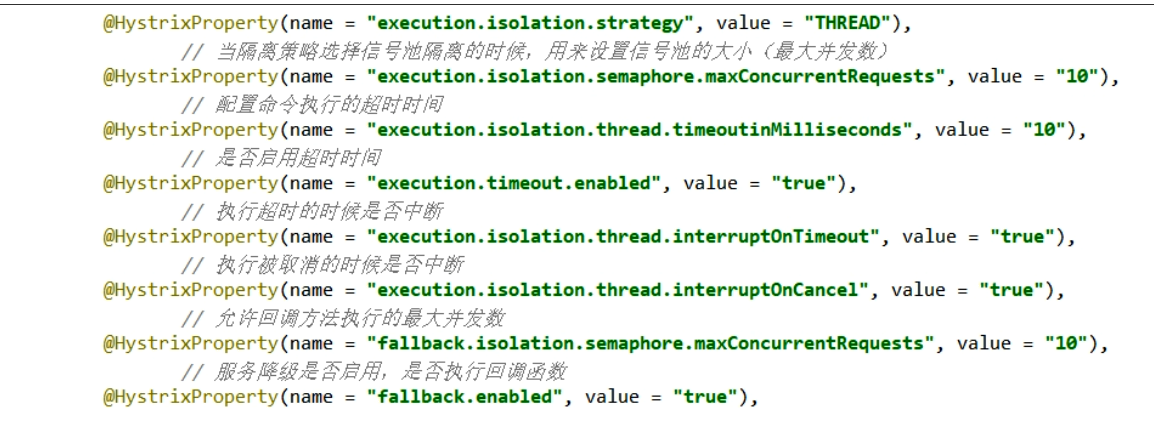 @HystrixProperty(name = "execution.isolation.strategy", value = "THREAD"),
// 当隔离策略选择信号池隔离的时候，用来设置信号池的大小（最大并发数）
@HystrixProperty(name = "execution.isolation.semaphore.maxConcurrentRequests", value = "10"),
// 配置命令执行的超时时间
@HystrixProperty(name = "execution.isolation.thread.timeoutinMilliseconds", value = "10"),
// 是否启用超时时间
@HystrixProperty(name = "execution.timeout.enabled", value = "true"),
// 执行超时的时候是否中断
@HystrixProperty(name = "execution.isolation.thread.interruptOnTimeout", value = "true"),
// 执行被取消的时候是否中断
@HystrixProperty(name = "execution.isolation.thread.interruptOnCancel", value = "true"),
// 允许回调方法执行的最大并发数
@HystrixProperty(name = "fallback.isolation.semaphore.maxConcurrentRequests", value = "10"),
// 服务降级是否启用，是否执行回调函数
@HystrixProperty(name = "fallback.enabled", value = "true"),